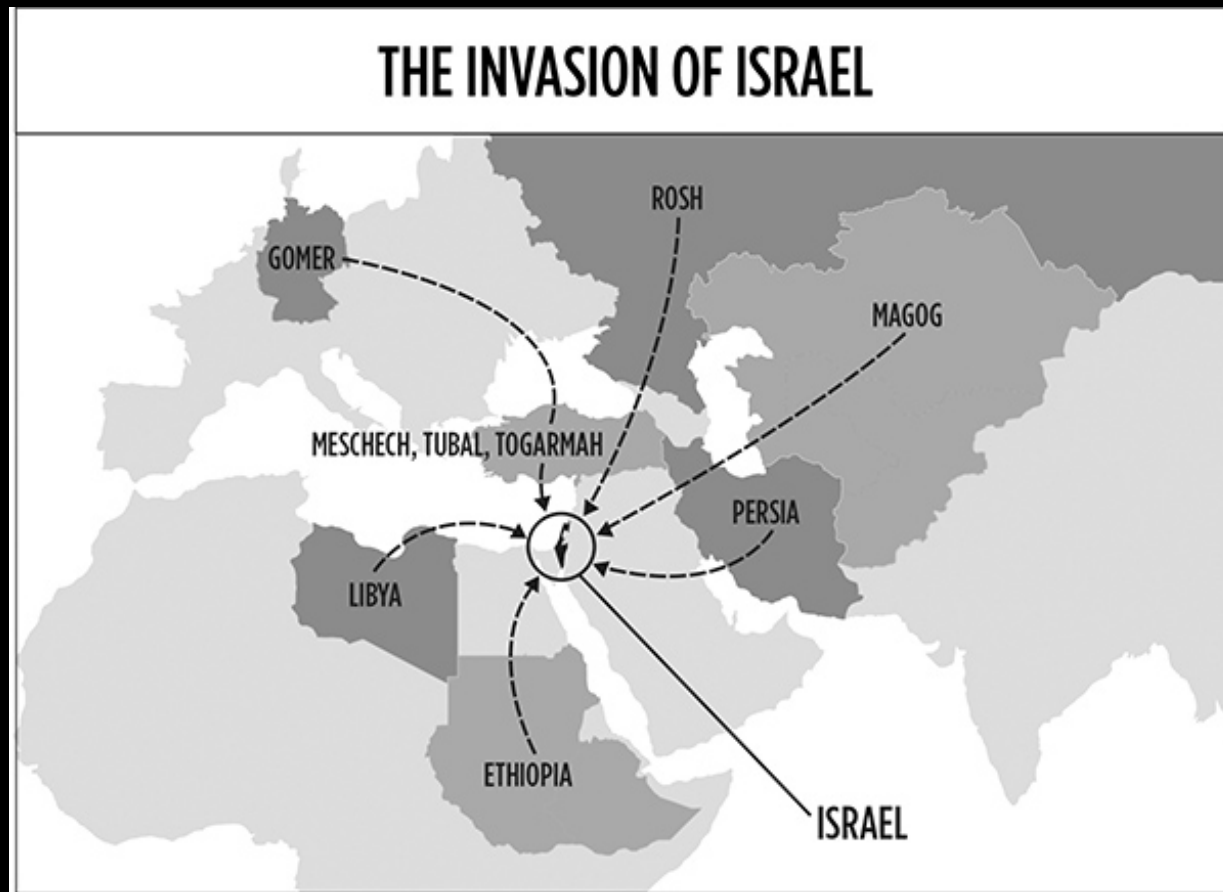 THE INVASION OF ISRAEL
ROSH
GOMER
MAGOG
MESCHECH, TUBAL, TOGARMAH
PERSIA
LIBYA
ETHIOPIA
ISRAEL